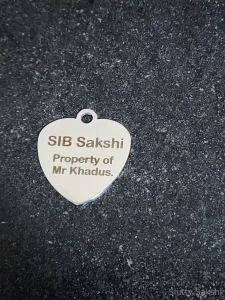 SIB Sakshi
Property of
Mr Khadus.
Slutty Sakshi